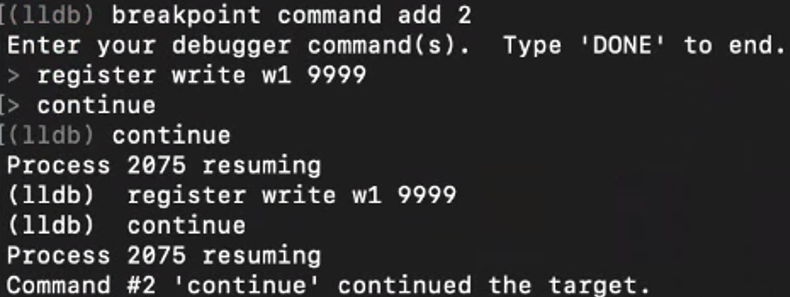 [(lldb) breakpoint command add 2
Enter your debugger command(s).  Type 'DONE' to end.
> register write w1 9999
[> continue
[(lldb) continue
Process 2075 resuming
(lldb)  register write w1 9999
(lldb)  continue
Process 2075 resuming
Command #2 'continue' continued the target.